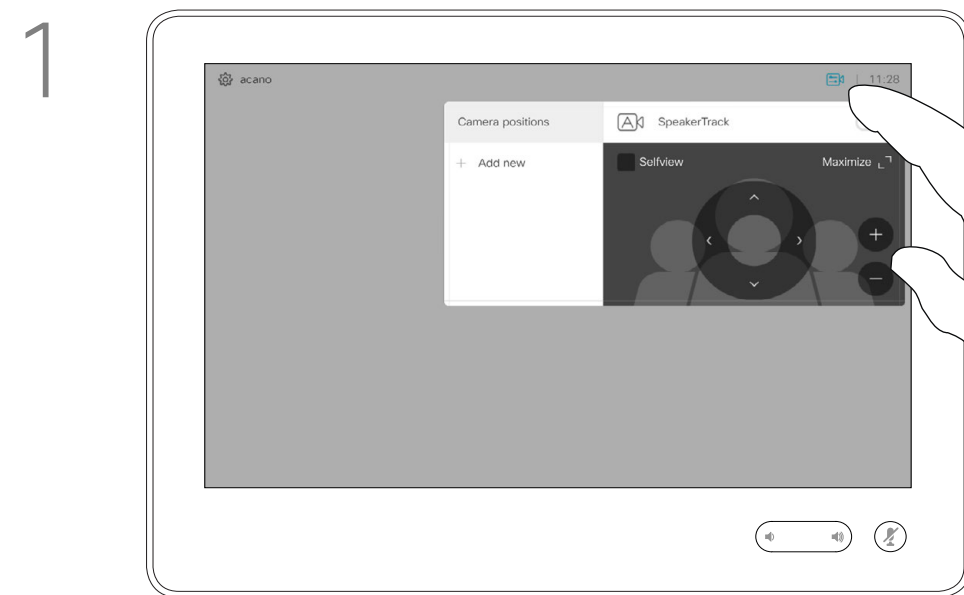 1
acano
11:28
Camera positions
SpeakerTrack
+ Add new
Selfview
Maximize